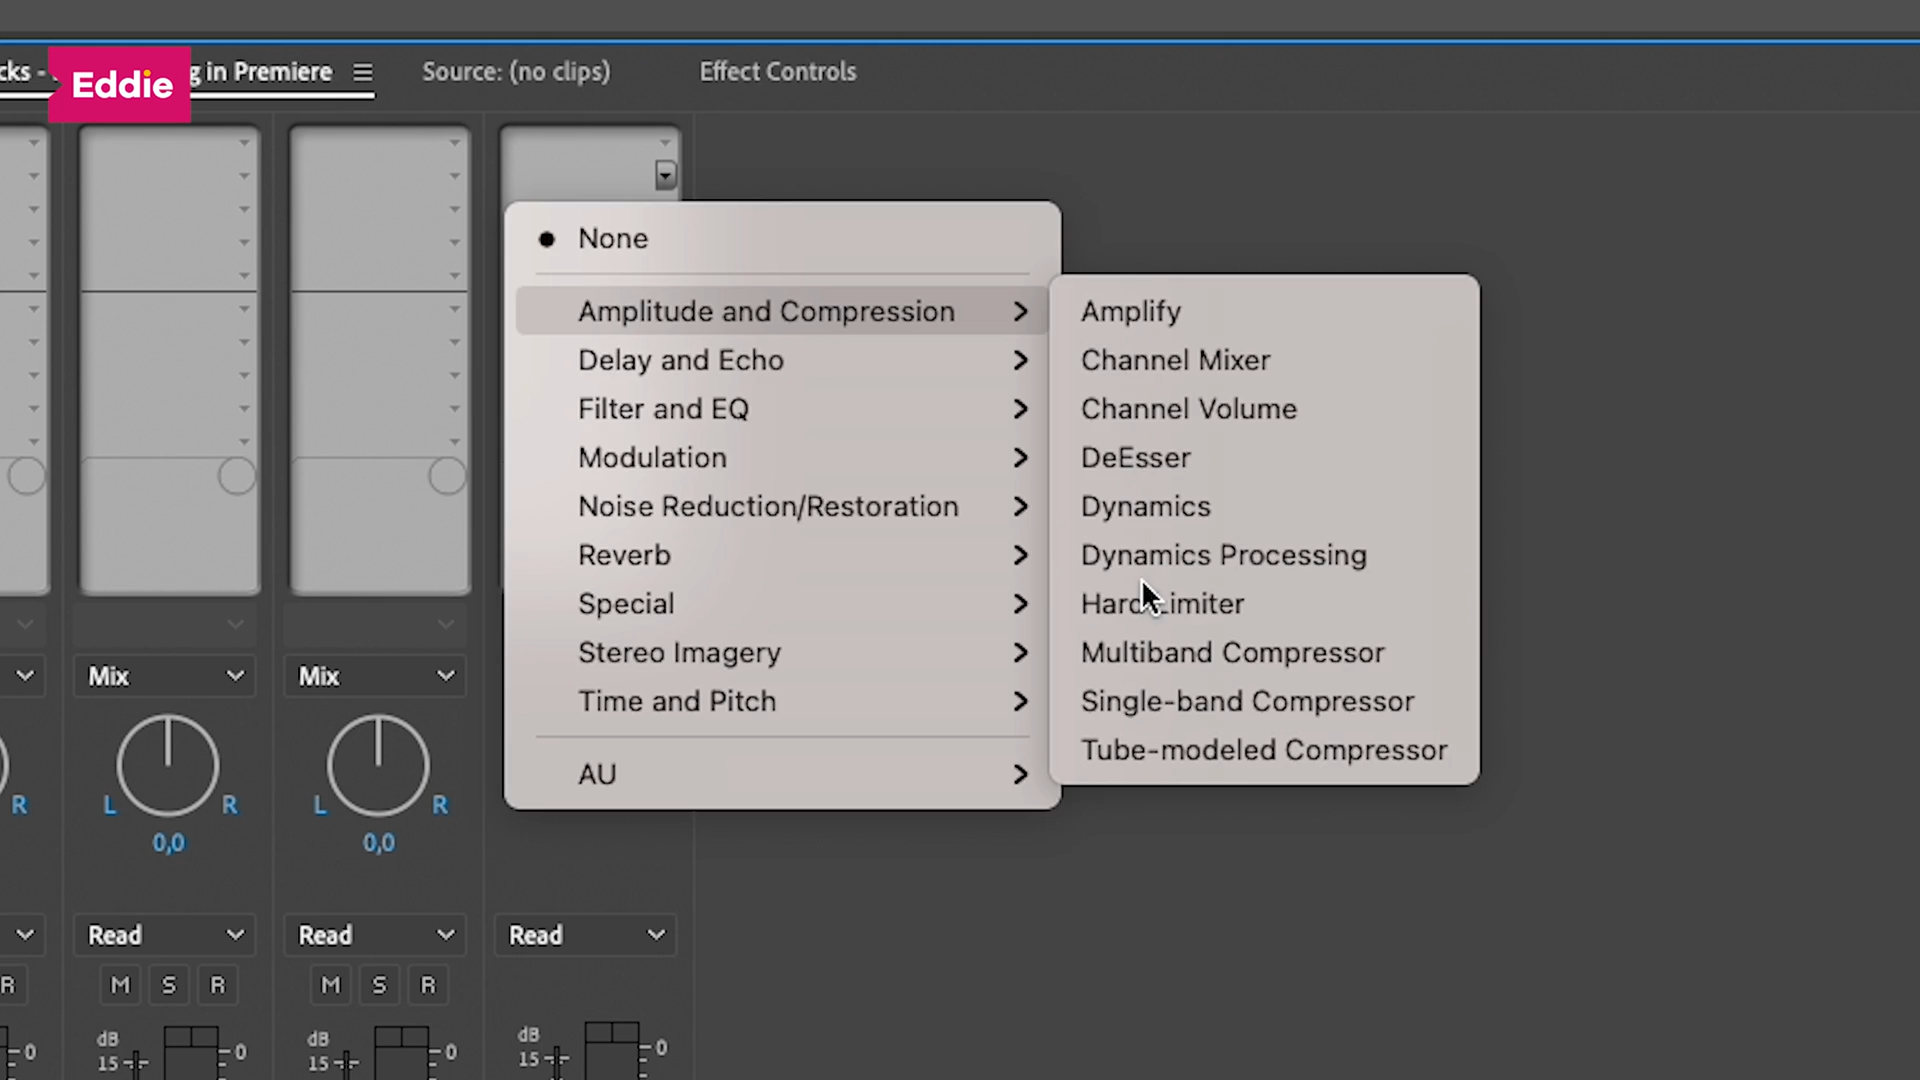 cks - g in Premiere
Eddie
Source: (no clips)
Effect Controls
None
Amplitude and Compression
Delay and Echo
Filter and EQ
Modulation
Noise Reduction/Restoration
Reverb
Special
Stereo Imagery
Time and Pitch
AU
Amplify
Channel Mixer
Channel Volume
DeEsser
Dynamics
Dynamics Processing
Hard Limiter
Multiband Compressor
Single-band Compressor
Tube-modeled Compressor
Mix Mix
R L R L R
0,0 0,0
Read Read Read
R M S R M S R
dB dB dB
0 15 0 15 0 15 0